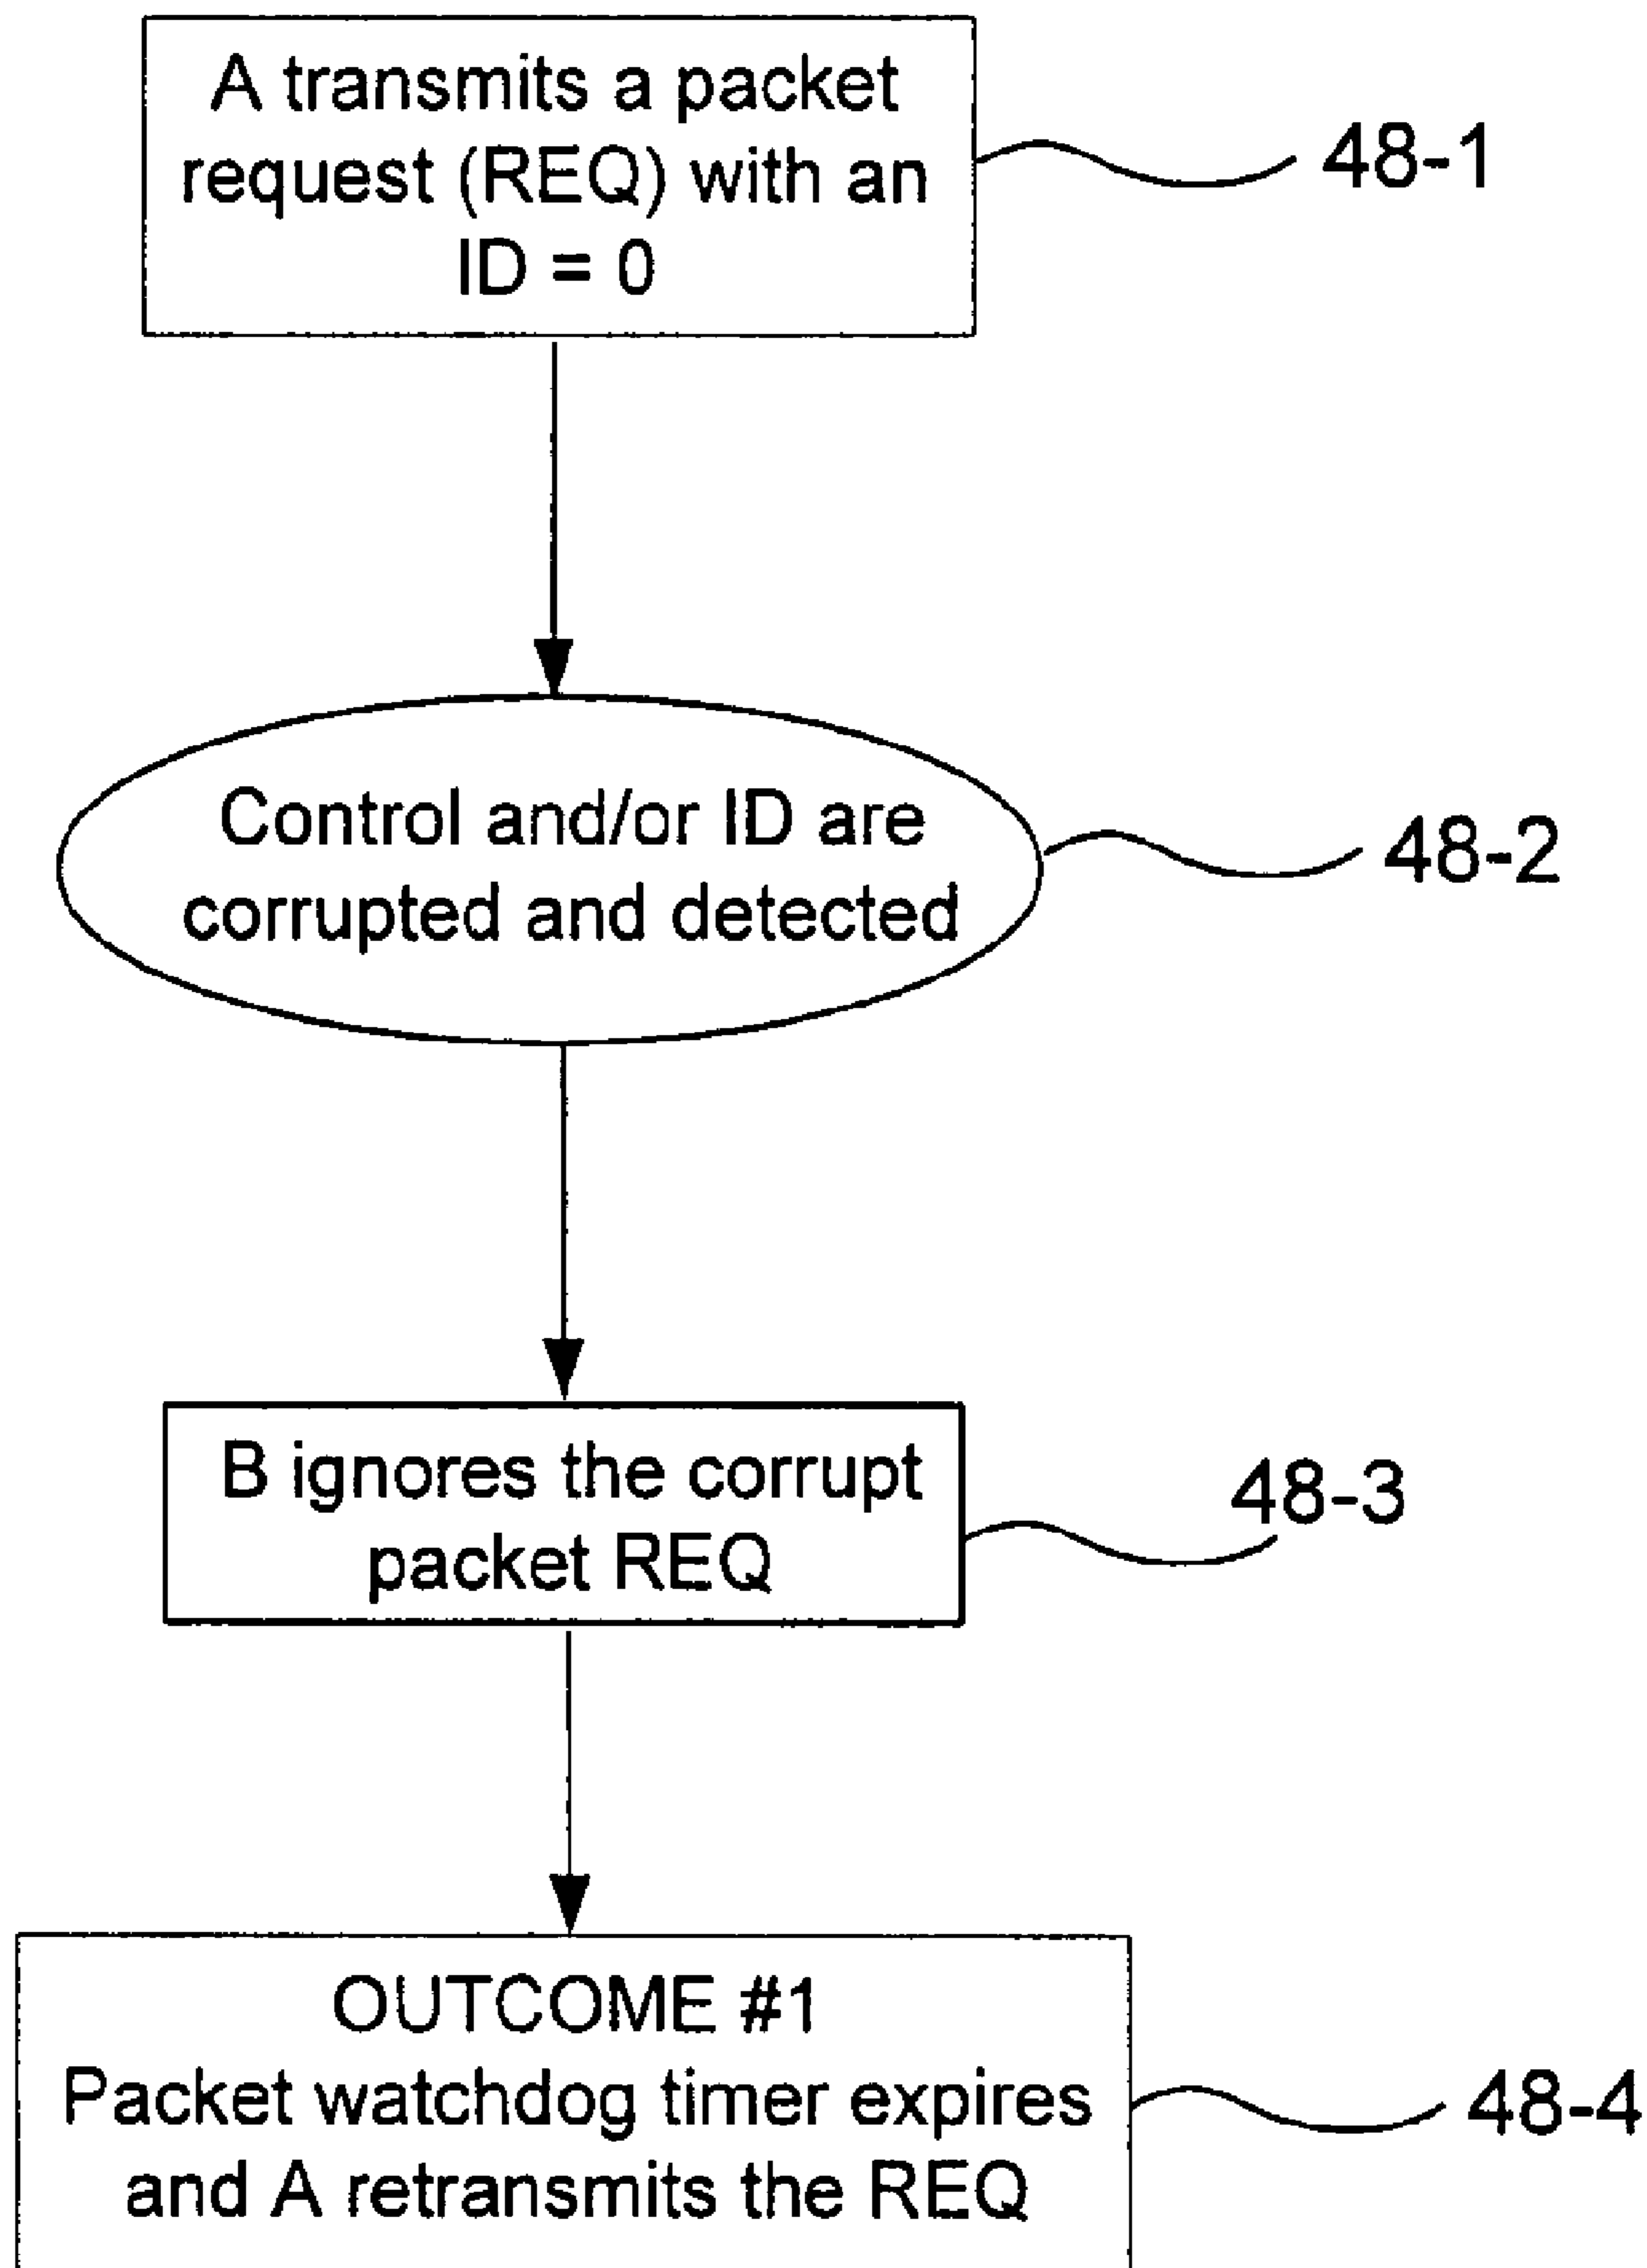 A transmits a packet
request (REQ) with an
ID = 0
48-1
Control and/or ID are
corrupted and detected
48-2
B ignores the corrupt
packet REQ
48-3
OUTCOME #1
Packet watchdog timer expires
and A retransmits the REQ
48-4